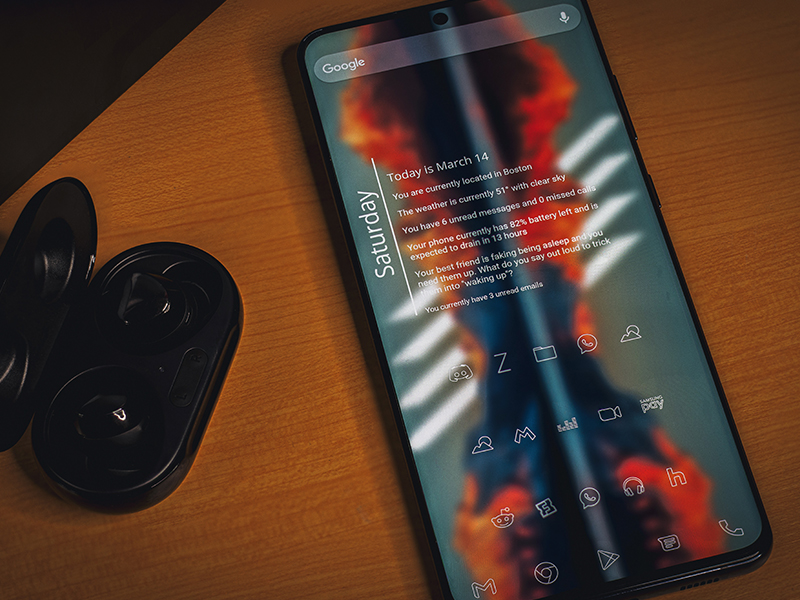 Google
Saturday
Today is March 14
You are currently located in Boston
The weather is currently 51° with clear sky
You have 6 unread messages and 0 missed calls
Your phone currently has 82% battery left and is
expected to drain in 13 hours
Your best friend is faking being asleep and you
need them up. What do you say out loud to trick
them into "waking up"?
You currently have 3 unread emails
SAMSUNG
pay